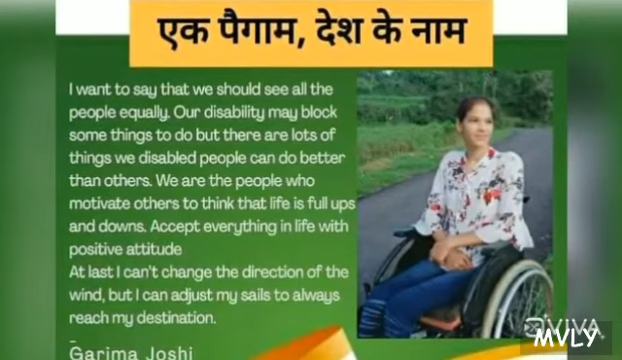 एक पैगाम, देश के नाम
I want to say that we should see all the
people equally. Our disability may block
some things to do but there are lots of
things we disabled people can do better
than others. We are the people who
motivate others to think that life is full ups
and downs. Accept everything in life with
positive attitude
At last I can't change the direction of the
wind, but I can adjust my sails to always
reach my destination.
-
Garima Joshi
VIVA
MVLY